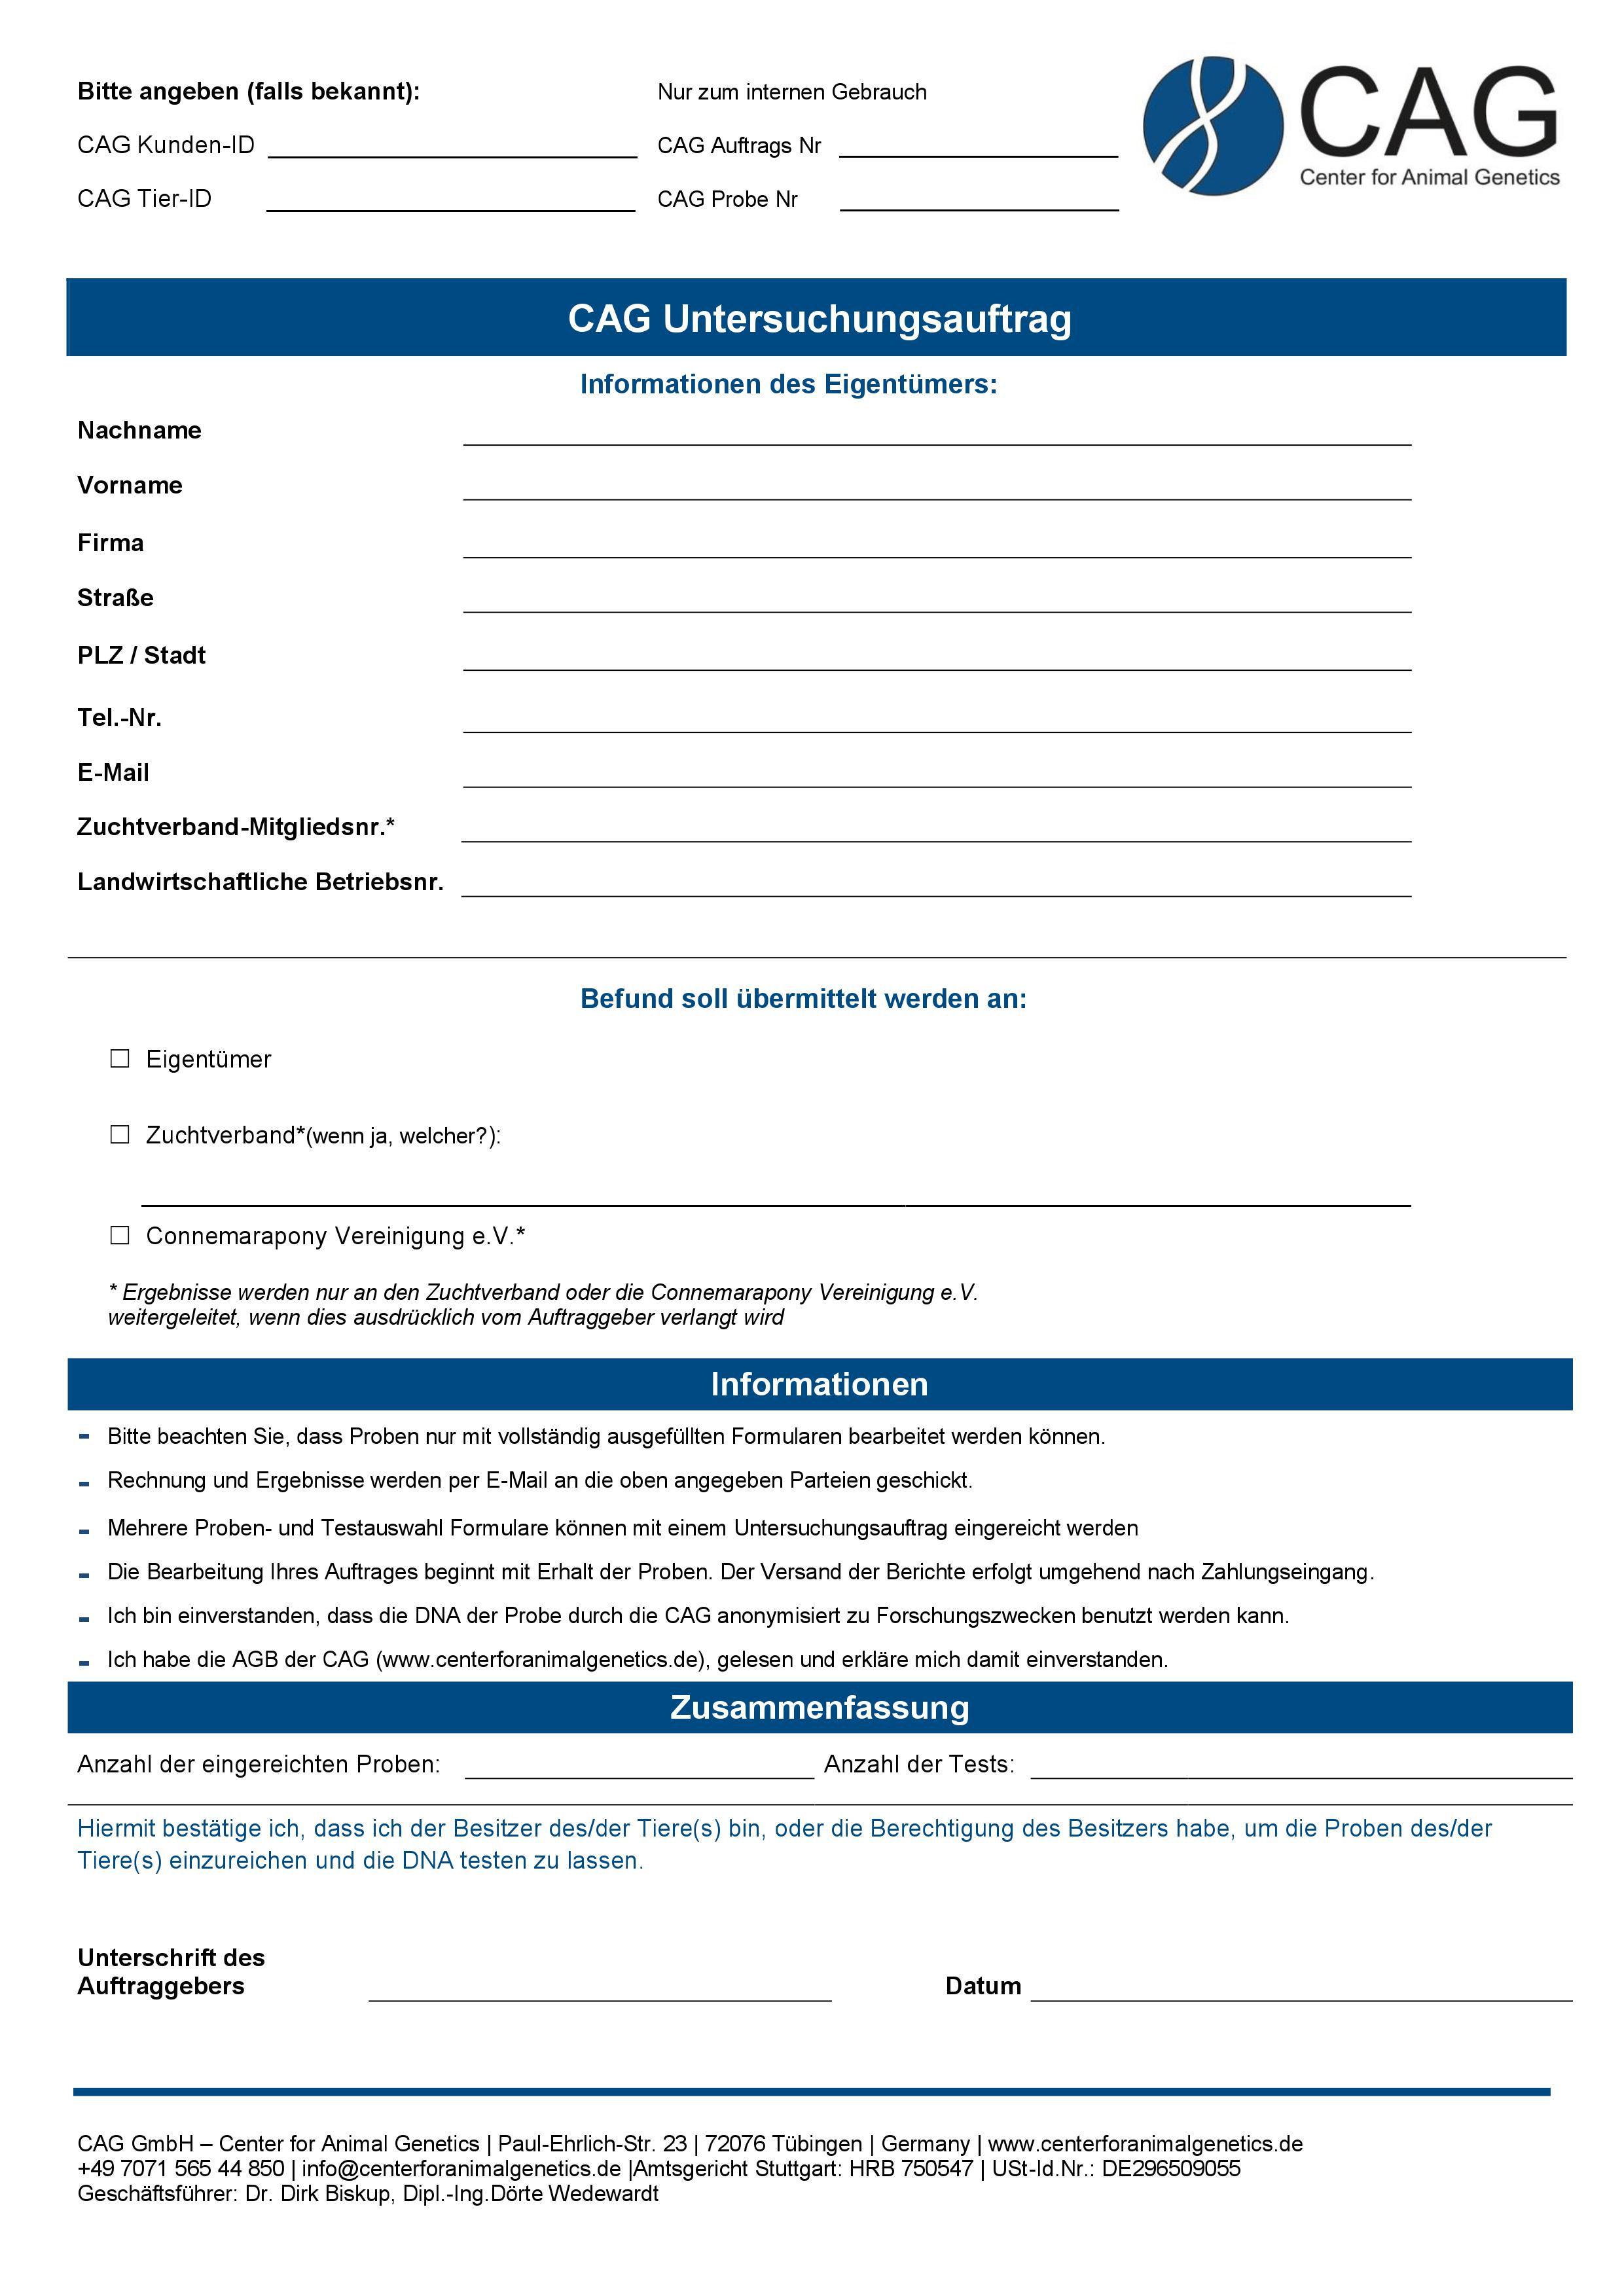 Bitte angeben (falls bekannt): Nur zum internen Gebrauch
CAG
Center for Animal Genetics
CAG Kunden-ID CAG Auftrags Nr
CAG Tier-ID CAG Probe Nr
CAG Untersuchungsauftrag
Informationen des Eigentümers:
Nachname
Vorname
Firma
Straße
PLZ / Stadt
Tel.-Nr.
E-Mail
Zuchtverband-Mitgliedsnr.*
Landwirtschaftliche Betriebsnr.
Befund soll übermittelt werden an:
☐ Eigentümer
☐ Zuchtverband*(wenn ja, welcher?):
☐ Connemarapony Vereinigung e.V.*
* Ergebnisse werden nur an den Zuchtverband oder die Connemarapony Vereinigung e.V.
weitergeleitet, wenn dies ausdrücklich vom Auftraggeber verlangt wird
Informationen
- Bitte beachten Sie, dass Proben nur mit vollständig ausgefüllten Formularen bearbeitet werden können.
- Rechnung und Ergebnisse werden per E-Mail an die oben angegeben Parteien geschickt.
- Mehrere Proben- und Testauswahl Formulare können mit einem Untersuchungsauftrag eingereicht werden
- Die Bearbeitung Ihres Auftrages beginnt mit Erhalt der Proben. Der Versand der Berichte erfolgt umgehend nach Zahlungseingang.
- Ich bin einverstanden, dass die DNA der Probe durch die CAG anonymisiert zu Forschungszwecken benutzt werden kann.
- Ich habe die AGB der CAG (www.centerforanimalgenetics.de), gelesen und erkläre mich damit einverstanden.
Zusammenfassung
Anzahl der eingereichten Proben: Anzahl der Tests:
Hiermit bestätige ich, dass ich der Besitzer des/der Tiere(s) bin, oder die Berechtigung des Besitzers habe, um die Proben des/der
Tiere(s) einzureichen und die DNA testen zu lassen.
Unterschrift des
Auftraggebers Datum
CAG GmbH – Center for Animal Genetics | Paul-Ehrlich-Str. 23 | 72076 Tübingen | Germany | www.centerforanimalgenetics.de
+49 7071 565 44 850 | info@centerforanimalgenetics.de |Amtsgericht Stuttgart: HRB 750547 | USt-Id.Nr.: DE296509055
Geschäftsführer: Dr. Dirk Biskup, Dipl.-Ing.Dörte Wedewardt